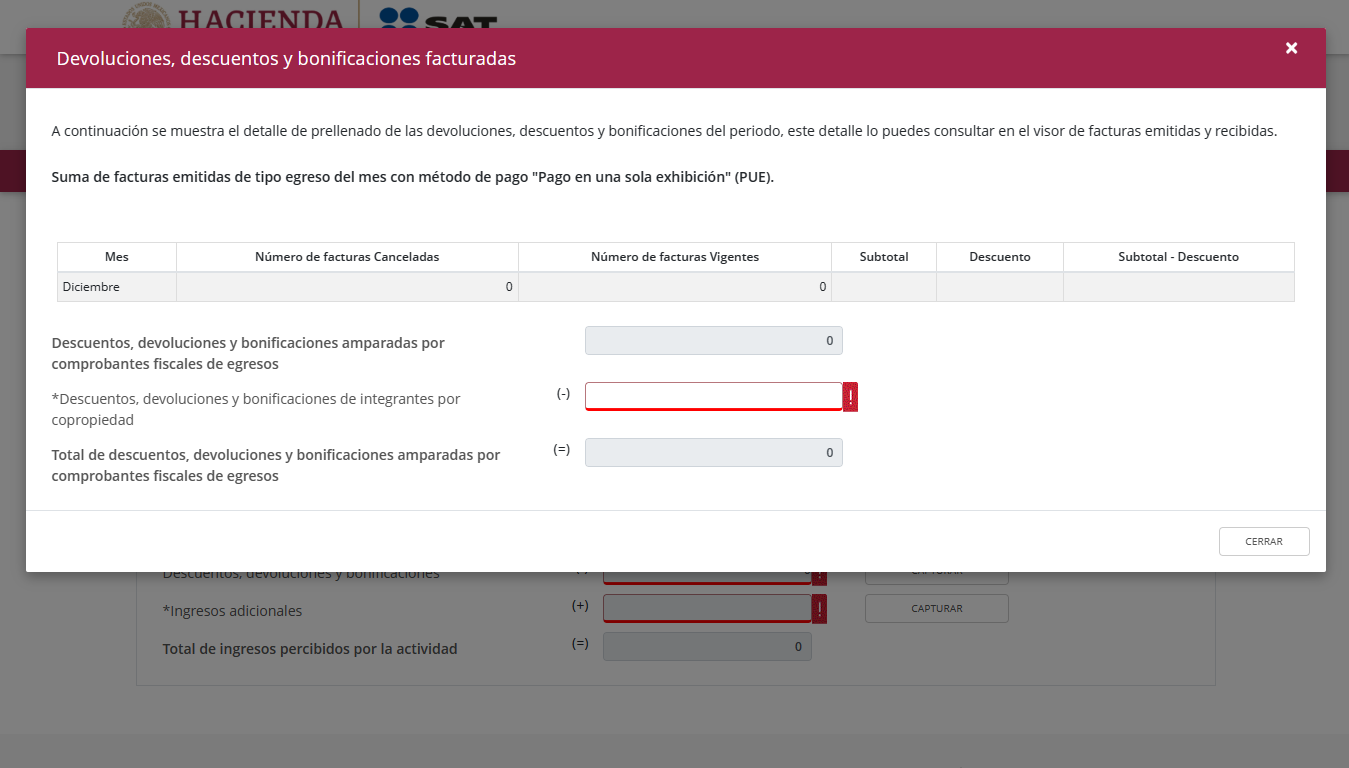 HACIENDA
SAT
Devoluciones, descuentos y bonificaciones facturadas
A continuación se muestra el detalle de prellenado de las devoluciones, descuentos y bonificaciones del periodo, este detalle lo puedes consultar en el visor de facturas emitidas y recibidas.
Suma de facturas emitidas de tipo egreso del mes con método de pago "Pago en una sola exhibición" (PUE).
Mes Número de facturas Canceladas Número de facturas Vigentes Subtotal Descuento Subtotal - Descuento
Diciembre 0 0
Descuentos, devoluciones y bonificaciones amparadas por 0
comprobantes fiscales de egresos
*Descuentos, devoluciones y bonificaciones de integrantes por (-) !
copropiedad
Total de descuentos, devoluciones y bonificaciones amparadas por (=) 0
comprobantes fiscales de egresos
CERRAR
Descuentos, devoluciones y bonificaciones CAPTURAR
*Ingresos adicionales (+) ! CAPTURAR
Total de ingresos percibidos por la actividad (=) 0